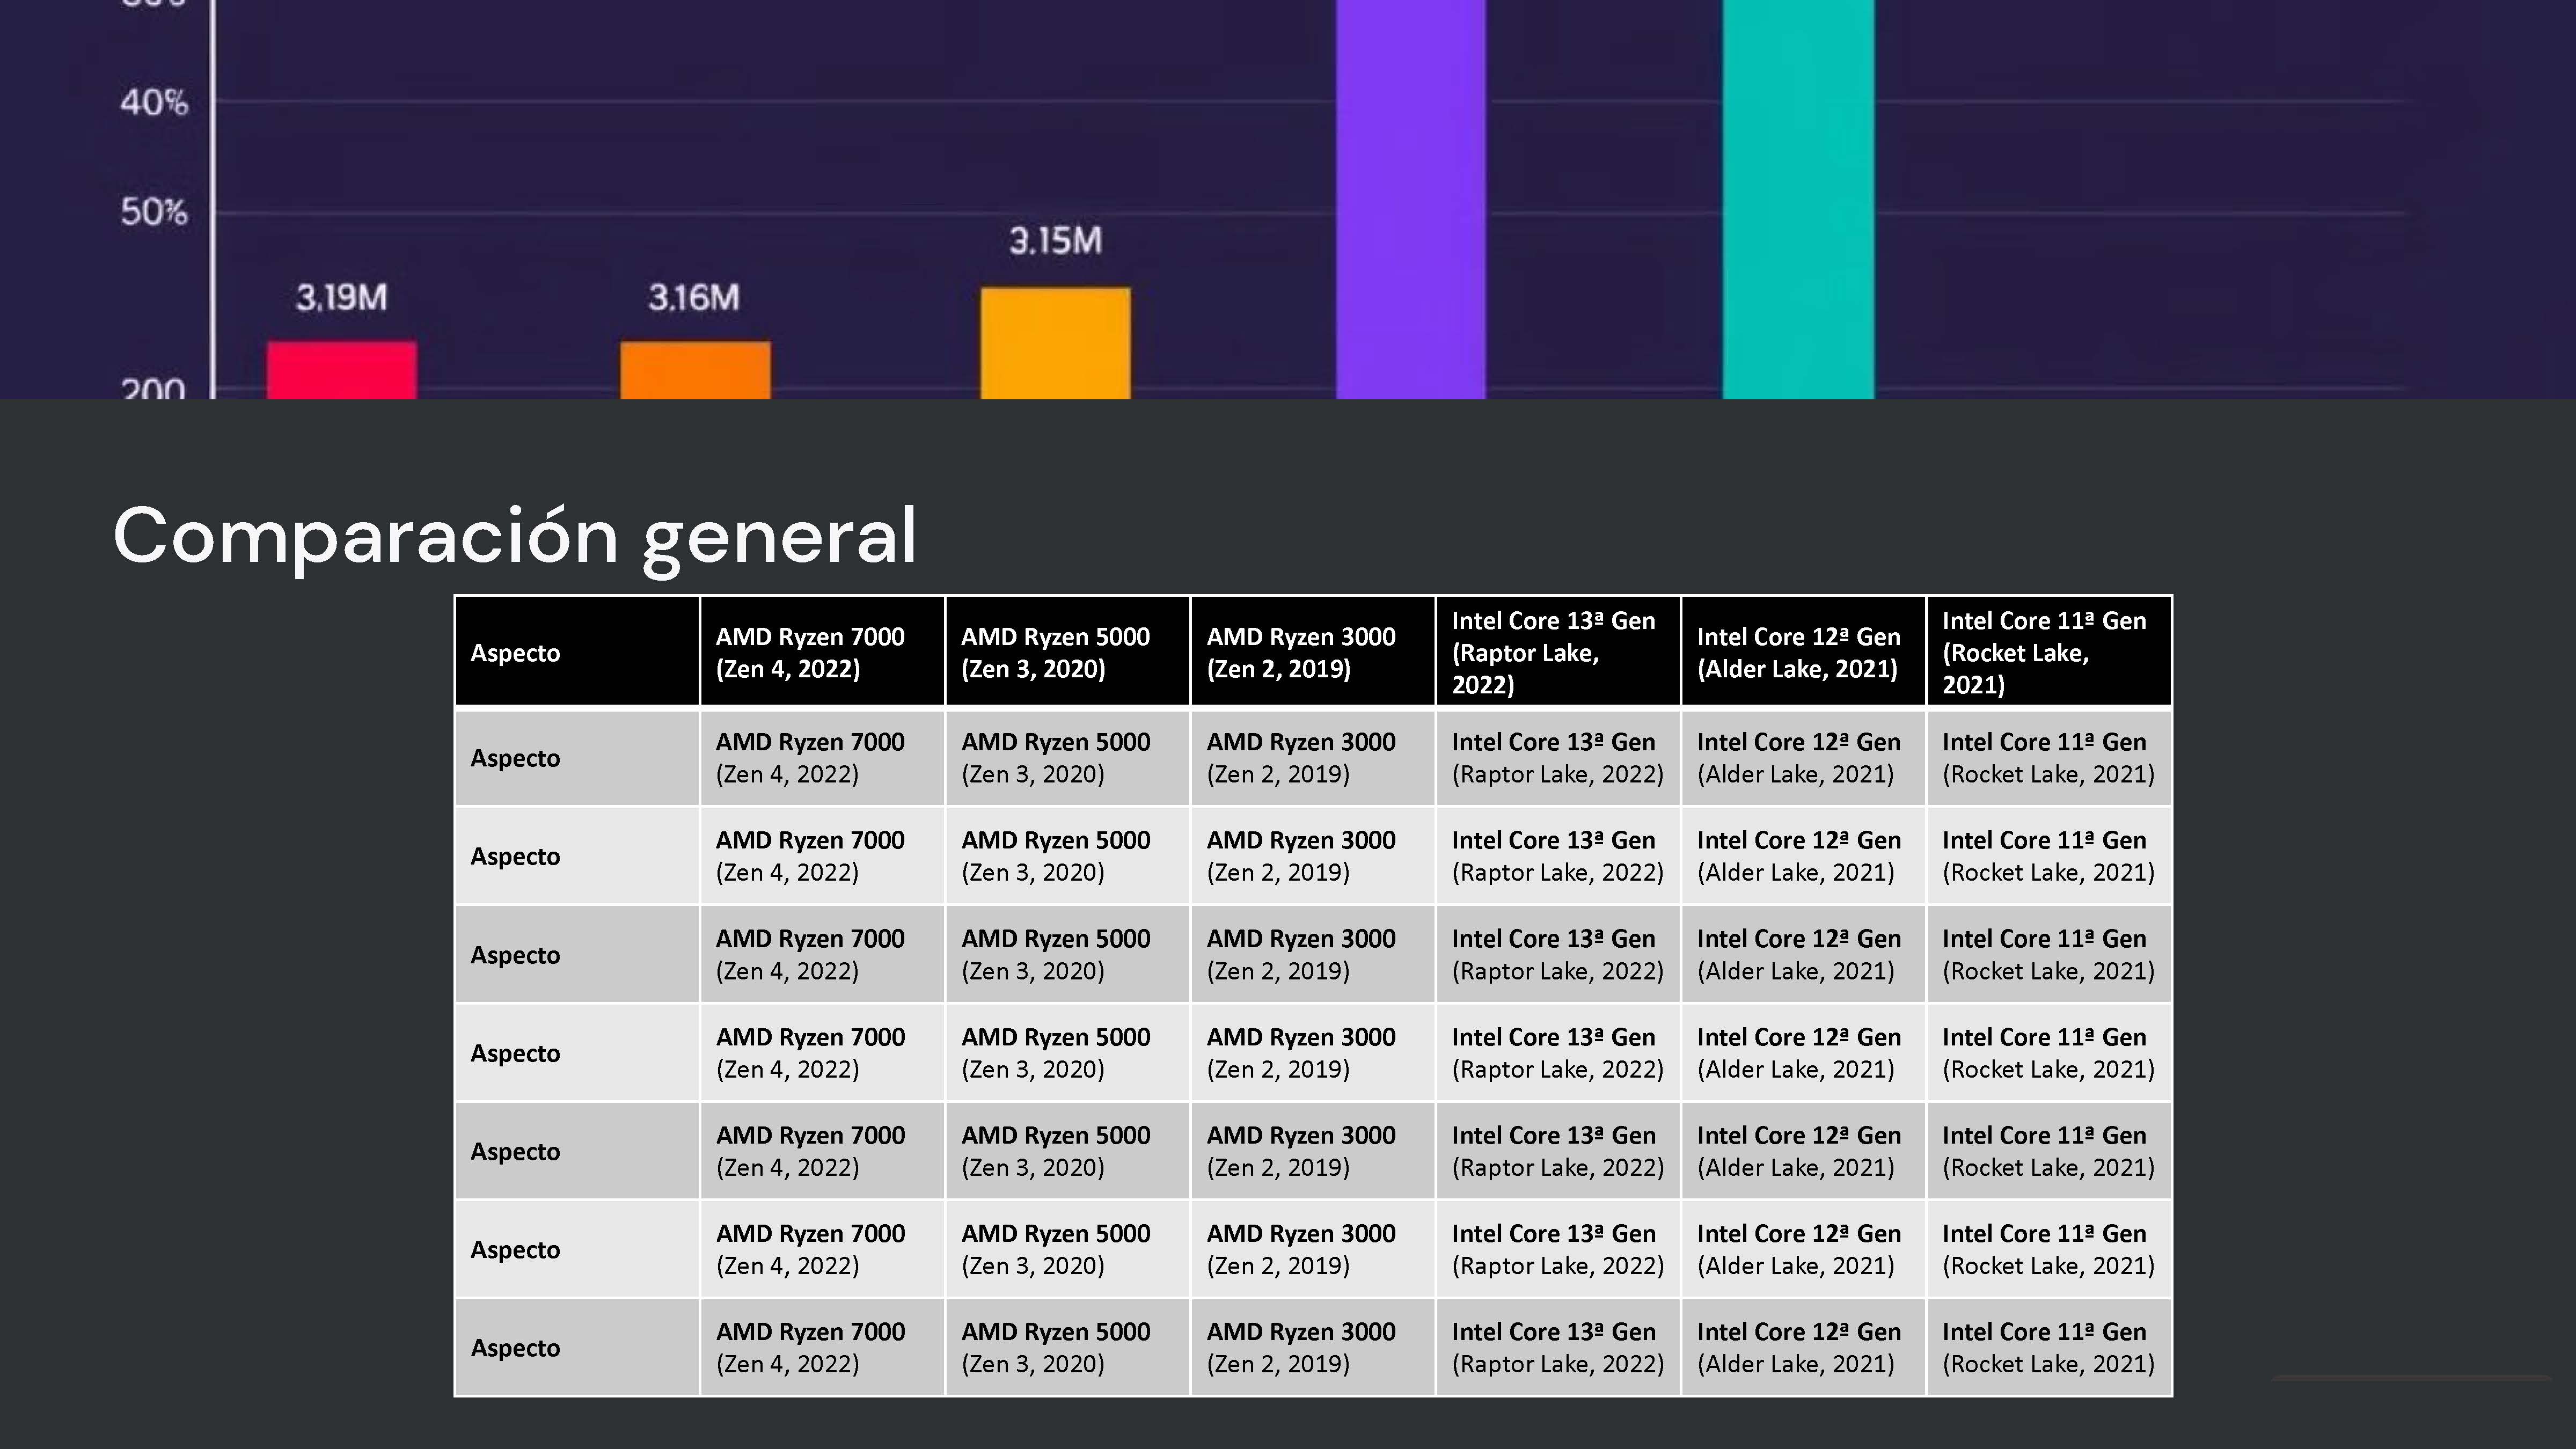 40%
50%
3.15M
3.19M
3.16M
200
Comparación general
Aspecto
AMD Ryzen 7000
(Zen 4, 2022)
AMD Ryzen 5000
(Zen 3, 2020)
AMD Ryzen 3000
(Zen 2, 2019)
Intel Core 13ª Gen
(Raptor Lake,
2022)
Intel Core 12ª Gen
(Alder Lake, 2021)
Intel Core 11ª Gen
(Rocket Lake,
2021)
Aspecto
AMD Ryzen 7000
(Zen 4, 2022)
AMD Ryzen 5000
(Zen 3, 2020)
AMD Ryzen 3000
(Zen 2, 2019)
Intel Core 13ª Gen
(Raptor Lake, 2022)
Intel Core 12ª Gen
(Alder Lake, 2021)
Intel Core 11ª Gen
(Rocket Lake, 2021)
Aspecto
AMD Ryzen 7000
(Zen 4, 2022)
AMD Ryzen 5000
(Zen 3, 2020)
AMD Ryzen 3000
(Zen 2, 2019)
Intel Core 13ª Gen
(Raptor Lake, 2022)
Intel Core 12ª Gen
(Alder Lake, 2021)
Intel Core 11ª Gen
(Rocket Lake, 2021)
Aspecto
AMD Ryzen 7000
(Zen 4, 2022)
AMD Ryzen 5000
(Zen 3, 2020)
AMD Ryzen 3000
(Zen 2, 2019)
Intel Core 13ª Gen
(Raptor Lake, 2022)
Intel Core 12ª Gen
(Alder Lake, 2021)
Intel Core 11ª Gen
(Rocket Lake, 2021)
Aspecto
AMD Ryzen 7000
(Zen 4, 2022)
AMD Ryzen 5000
(Zen 3, 2020)
AMD Ryzen 3000
(Zen 2, 2019)
Intel Core 13ª Gen
(Raptor Lake, 2022)
Intel Core 12ª Gen
(Alder Lake, 2021)
Intel Core 11ª Gen
(Rocket Lake, 2021)
Aspecto
AMD Ryzen 7000
(Zen 4, 2022)
AMD Ryzen 5000
(Zen 3, 2020)
AMD Ryzen 3000
(Zen 2, 2019)
Intel Core 13ª Gen
(Raptor Lake, 2022)
Intel Core 12ª Gen
(Alder Lake, 2021)
Intel Core 11ª Gen
(Rocket Lake, 2021)
Aspecto
AMD Ryzen 7000
(Zen 4, 2022)
AMD Ryzen 5000
(Zen 3, 2020)
AMD Ryzen 3000
(Zen 2, 2019)
Intel Core 13ª Gen
(Raptor Lake, 2022)
Intel Core 12ª Gen
(Alder Lake, 2021)
Intel Core 11ª Gen
(Rocket Lake, 2021)
Aspecto
AMD Ryzen 7000
(Zen 4, 2022)
AMD Ryzen 5000
(Zen 3, 2020)
AMD Ryzen 3000
(Zen 2, 2019)
Intel Core 13ª Gen
(Raptor Lake, 2022)
Intel Core 12ª Gen
(Alder Lake, 2021)
Intel Core 11ª Gen
(Rocket Lake, 2021)